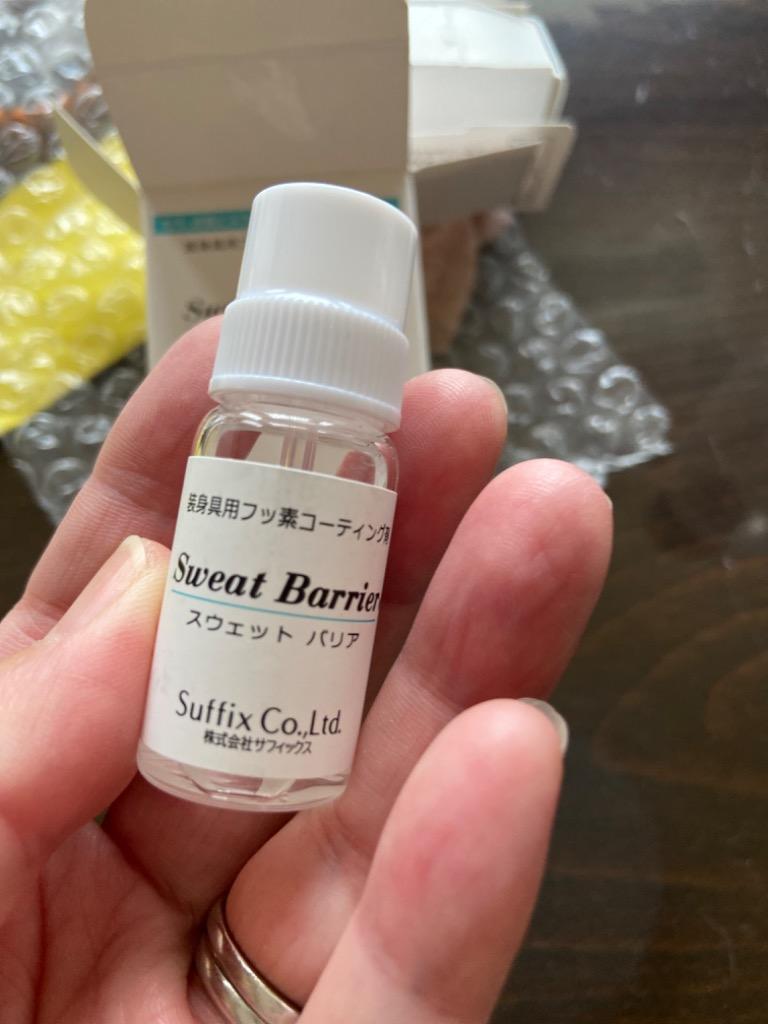 装身具用フッ素コーティング剤
Sweat Barrier
スウェット バリア
Suffix Co.,Ltd.
株式会社サフィックス